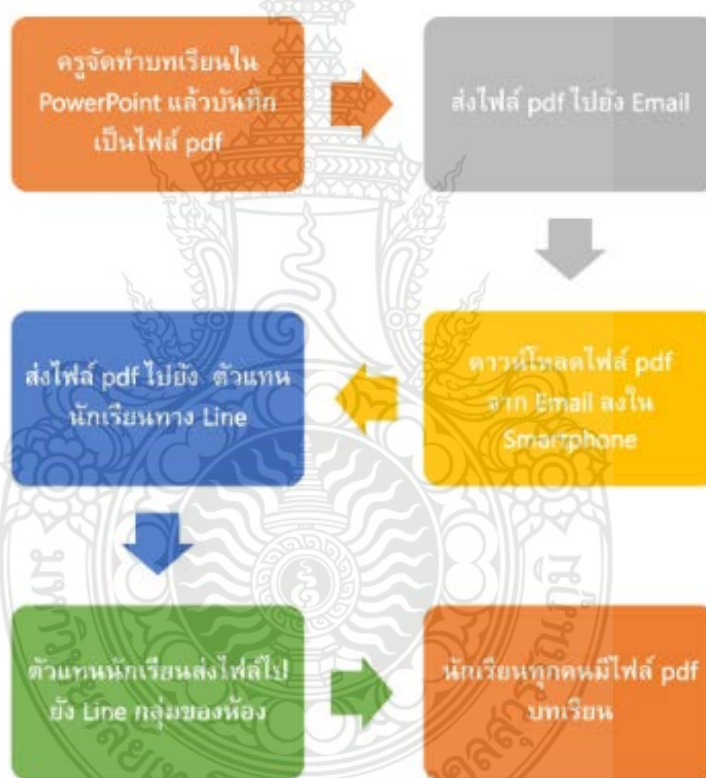 ครูจัดทำบทเรียนใน
PowerPoint แล้วบันทึก
เป็นไฟล์ pdf
ส่งไฟล์ pdf ไปยัง Email
ดาวน์โหลดไฟล์ pdf
จาก Email ลงใน
Smartphone
ส่งไฟล์ pdf ไปยัง ตัวแทน
นักเรียนทาง Line
ตัวแทนนักเรียนส่งไฟล์ไป
ยัง Line กลุ่มของห้อง
นักเรียนทุกคนมีไฟล์ pdf
บทเรียน